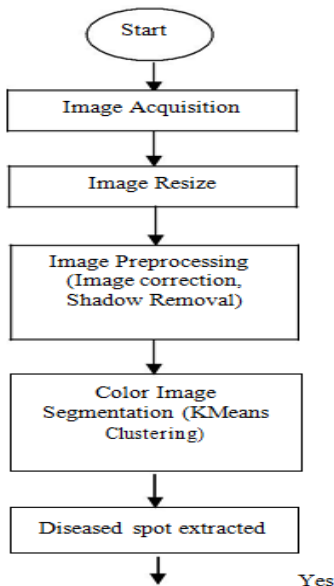 Start
Image Acquisition
Image Resize
Image Preprocessing
(Image correction,
Shadow Removal)
Color Image
Segmentation (KMeans
Clustering)
Diseased spot extracted
Yes